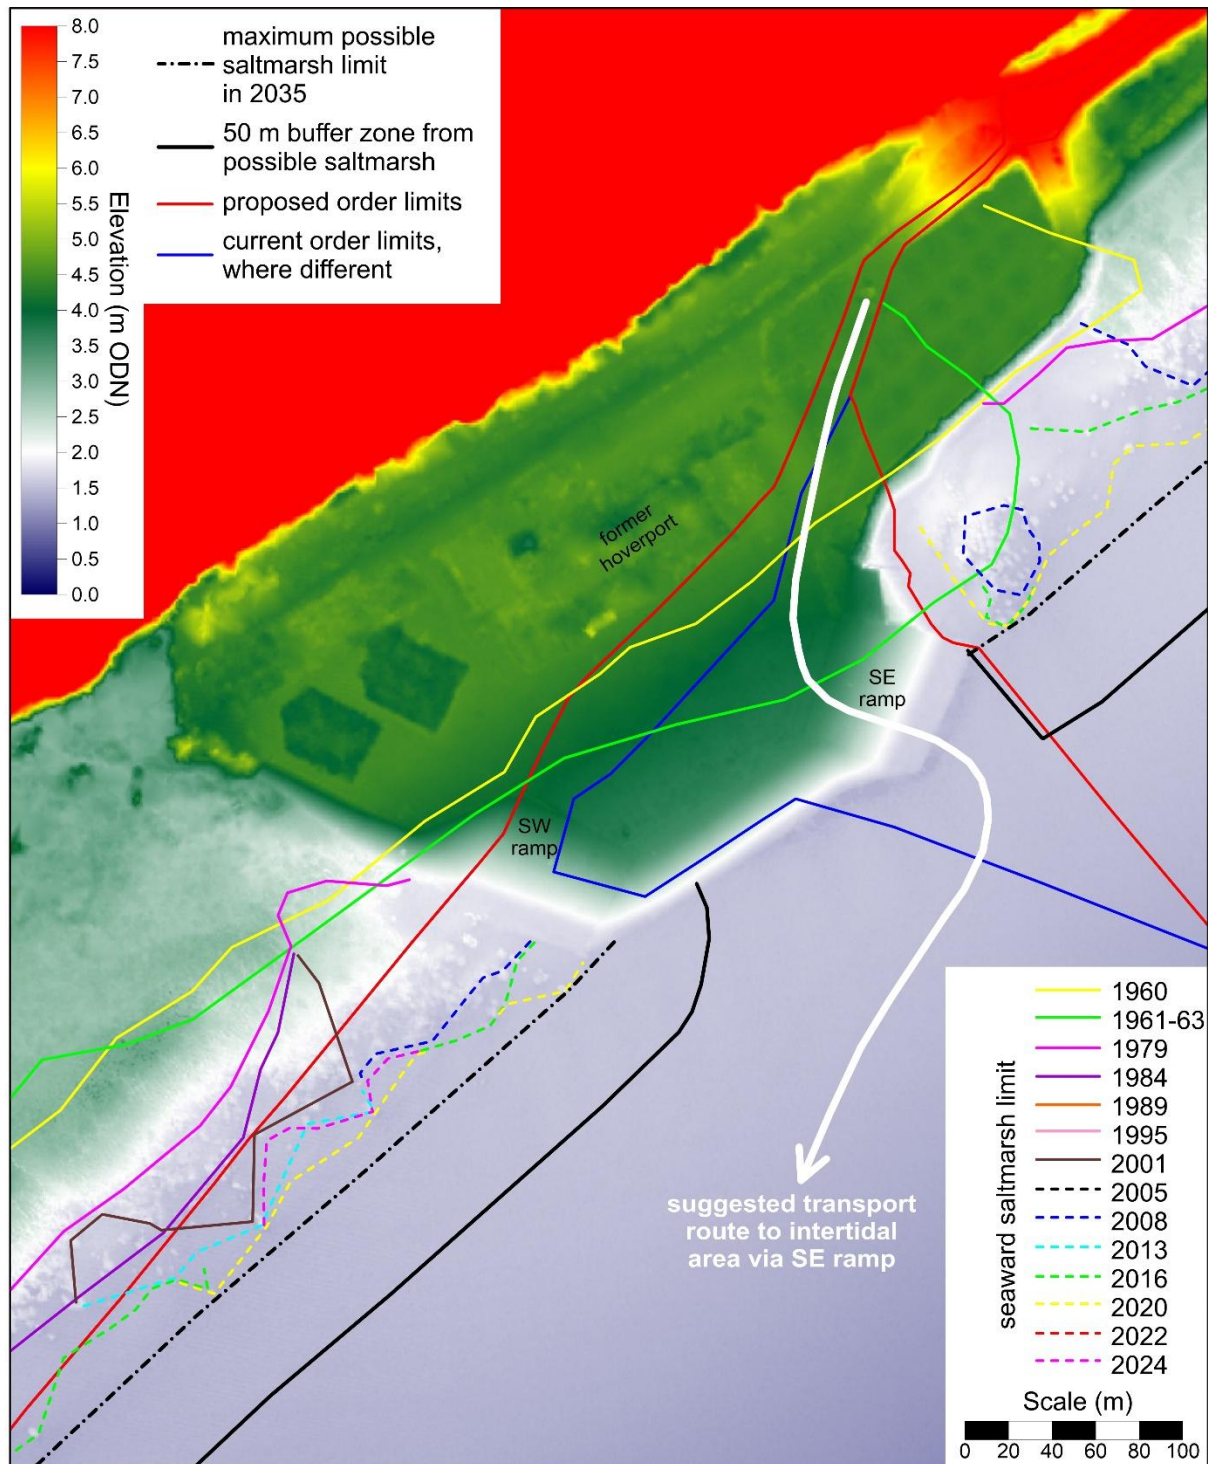 8.0
7.5
7.0
6.5
6.0
5.5
5.0
4.5
4.0
3.5
3.0
2.5
2.0
1.5
1.0
0.5
0.0
Elevation (m ODN)
maximum possible
saltmarsh limit
in 2035
50 m buffer zone from
possible saltmarsh
proposed order limits
current order limits,
where different
former
hoverport
SE
ramp
SW
ramp
suggested transport
route to intertidal
area via SE ramp
seaward saltmarsh limit
1960
1961-63
1979
1984
1989
1995
2001
2005
2008
2013
2016
2020
2022
2024
Scale (m)
0 20 40 60 80 100